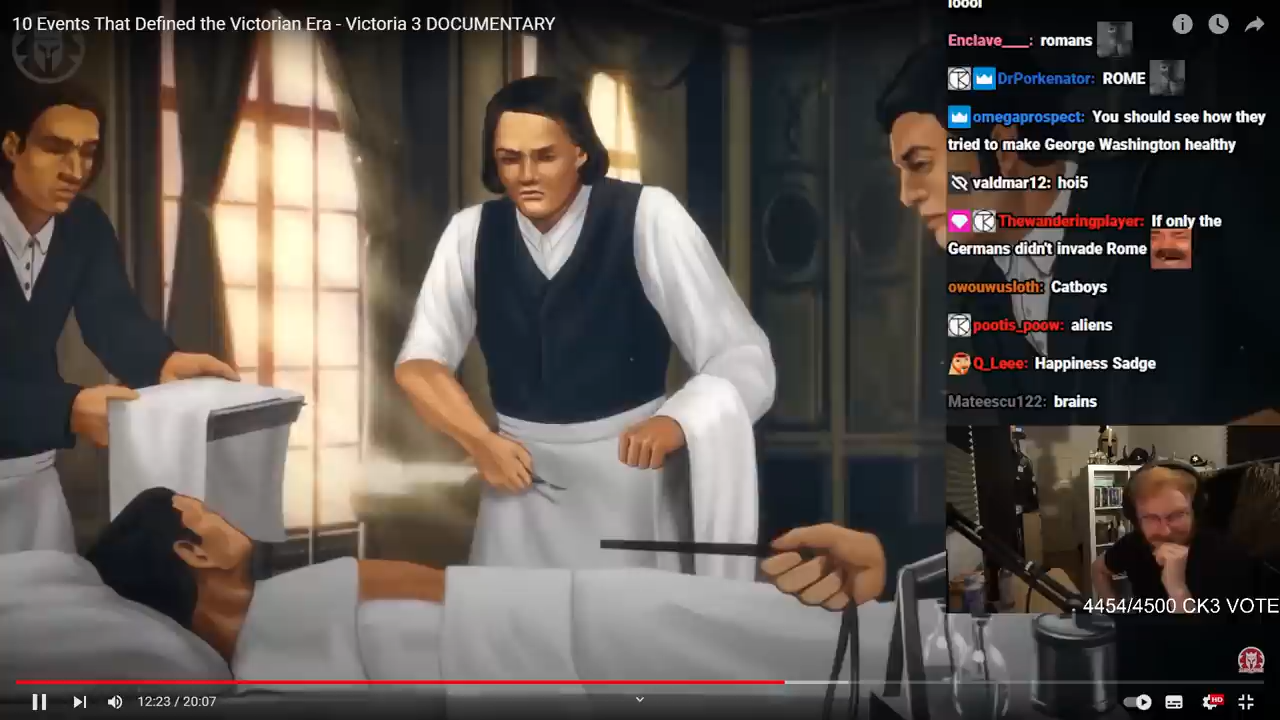 10 Events That Defined the Victorian Era - Victoria 3 DOCUMENTARY
loool
Enclave___: romans
DrPorkenator: ROME
omegaprospect: You should see how they
tried to make George Washington healthy
valdmar12: hoi5
Thewanderingplayer: If only the
Germans didn't invade Rome
owouwusloth: Catboys
pootis_poow: aliens
Q_Leee: Happiness Sadge
Mateescu122: brains
4454/4500 CK3 VOTE
12:23 / 20:07
HD